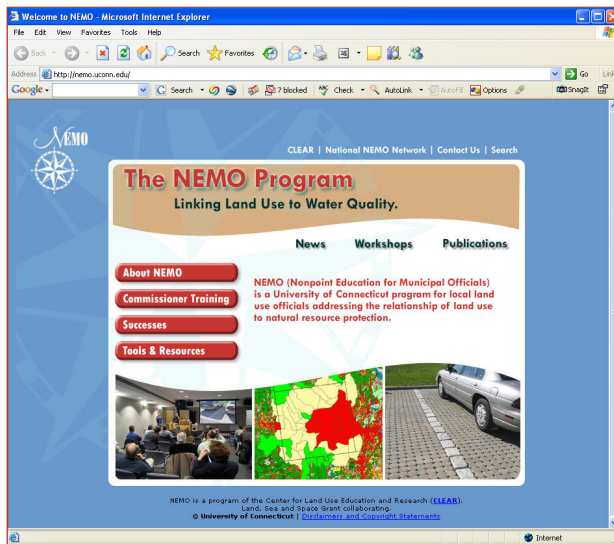 Welcome to NEMO - Microsoft Internet Explorer
File Edit View Favorites Tools Help
Back Search Favorites
Address http://nemo.uconn.edu/ Go Link
Google Search 7 blocked Check AutoLink AutoFill Options SnagIt
NEMO
CLEAR | National NEMO Network | Contact Us | Search
The NEMO Program
Linking Land Use to Water Quality.
News Workshops Publications
About NEMO
Commissioner Training
Successes
Tools & Resources
NEMO (Nonpoint Education for Municipal Officials)
is a University of Connecticut program for local land
use officials addressing the relationship of land use
to natural resource protection.
NEMO is a program of the Center for Land Use Education and Research (CLEAR).
Land, Sea and Space Grant collaborating.
© University of Connecticut | Disclaimers and Copyright Statements
Internet